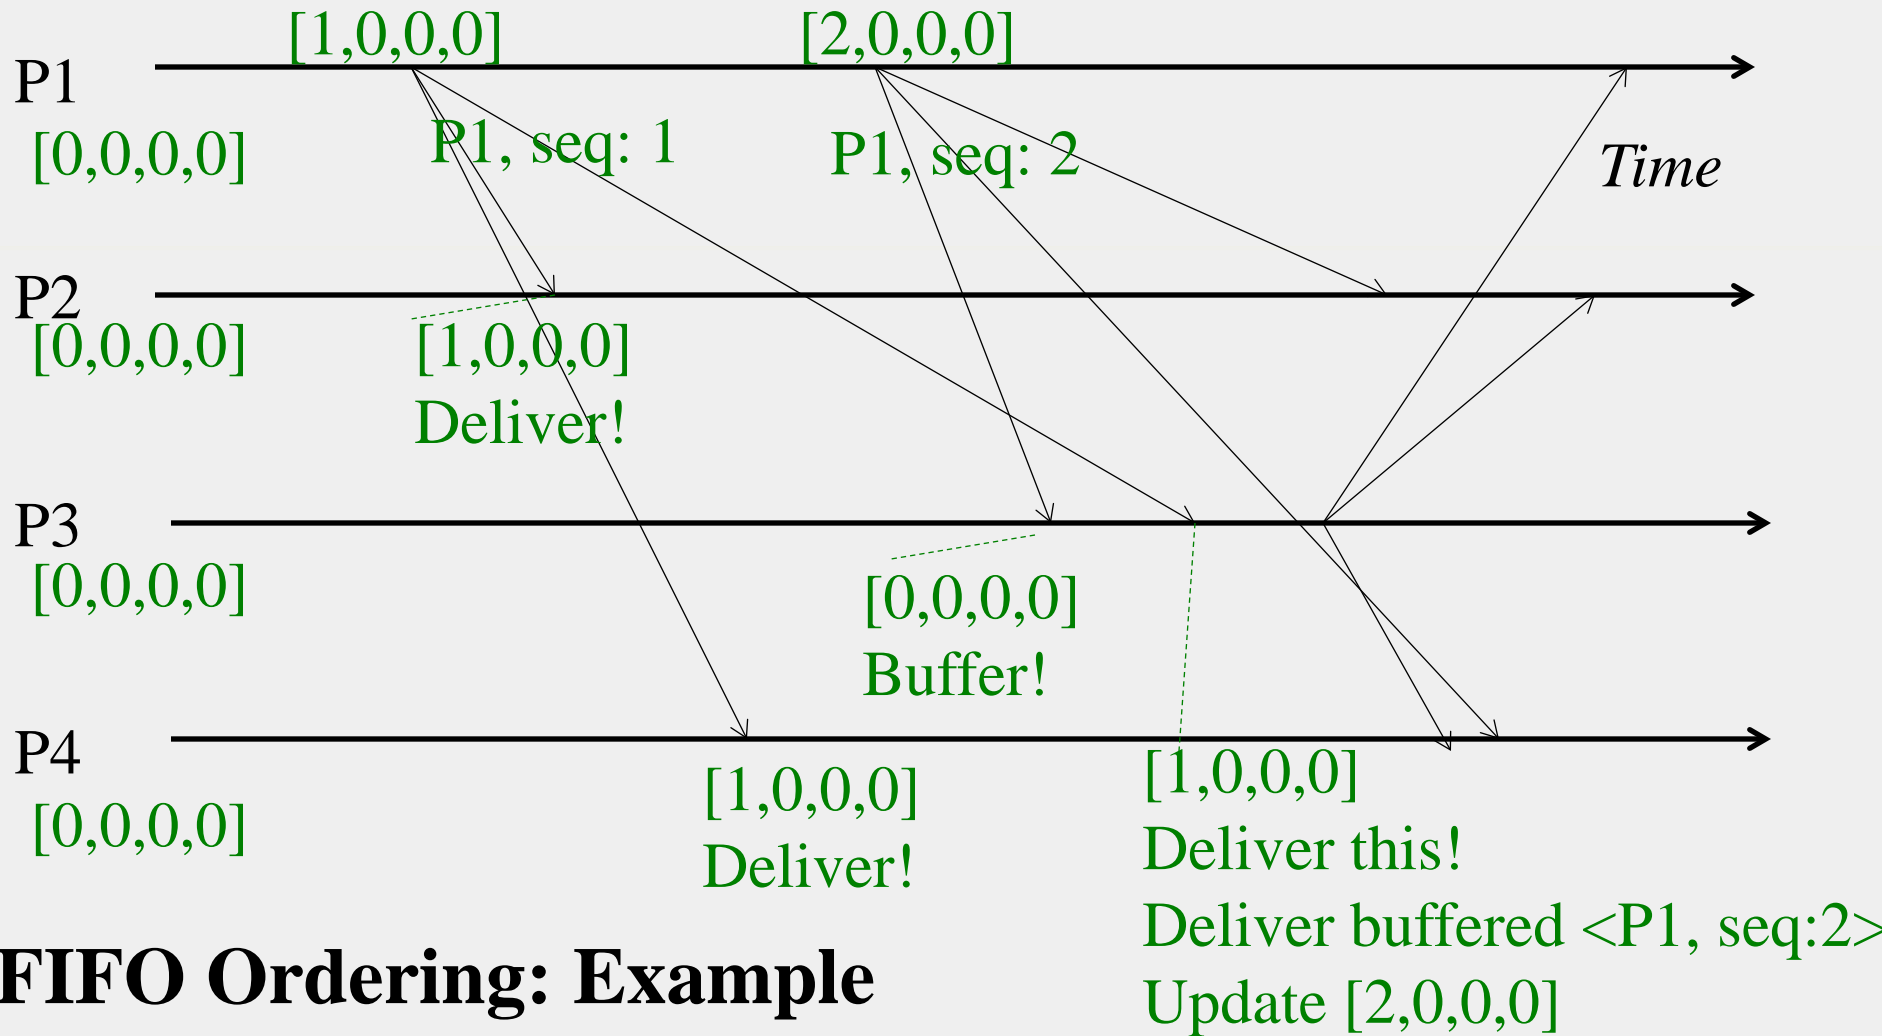 [1,0,0,0]
[2,0,0,0]
P1
[0,0,0,0]
P1, seq: 1
P1, seq: 2
Time
P2
[0,0,0,0]
[1,0,0,0]
Deliver!
P3
[0,0,0,0]
[0,0,0,0]
Buffer!
P4
[0,0,0,0]
[1,0,0,0]
Deliver!
[1,0,0,0]
Deliver this!
Deliver buffered <P1, seq:2>
Update [2,0,0,0]
FIFO Ordering: Example